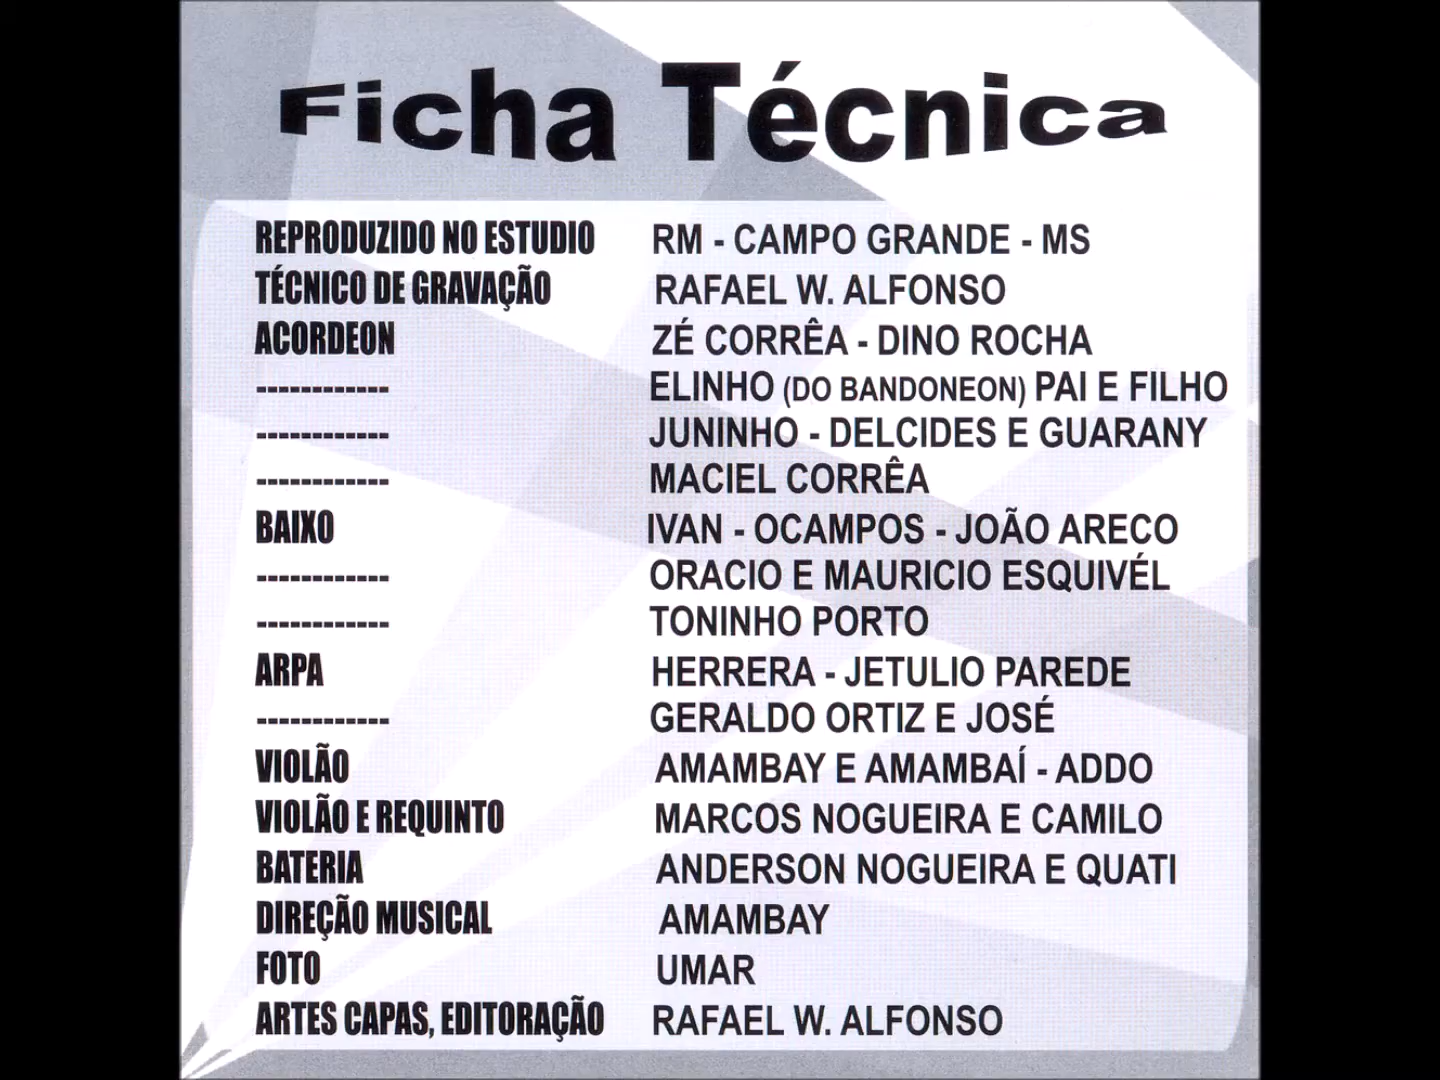 Ficha Técnica
REPRODUZIDO NO ESTUDIO RM - CAMPO GRANDE - MS
TÉCNICO DE GRAVAÇÃO RAFAEL W. ALFONSO
ACORDEON ZÉ CORRÊA - DINO ROCHA
------------ ELINHO (DO BANDONEON) PAI E FILHO
------------ JUNINHO - DELCIDES E GUARANY
------------ MACIEL CORRÊA
BAIXO IVAN - OCAMPOS - JOÃO ARECO
------------ ORACIO E MAURICIO ESQUIVÉL
------------ TONINHO PORTO
ARPA HERRERA - JETULIO PAREDE
------------ GERALDO ORTIZ E JOSÉ
VIOLÃO AMAMBAY E AMAMBAÍ - ADDO
VIOLÃO E REQUINTO MARCOS NOGUEIRA E CAMILO
BATERIA ANDERSON NOGUEIRA E QUATI
DIREÇÃO MUSICAL AMAMBAY
FOTO UMAR
ARTES CAPAS, EDITORAÇÃO RAFAEL W. ALFONSO